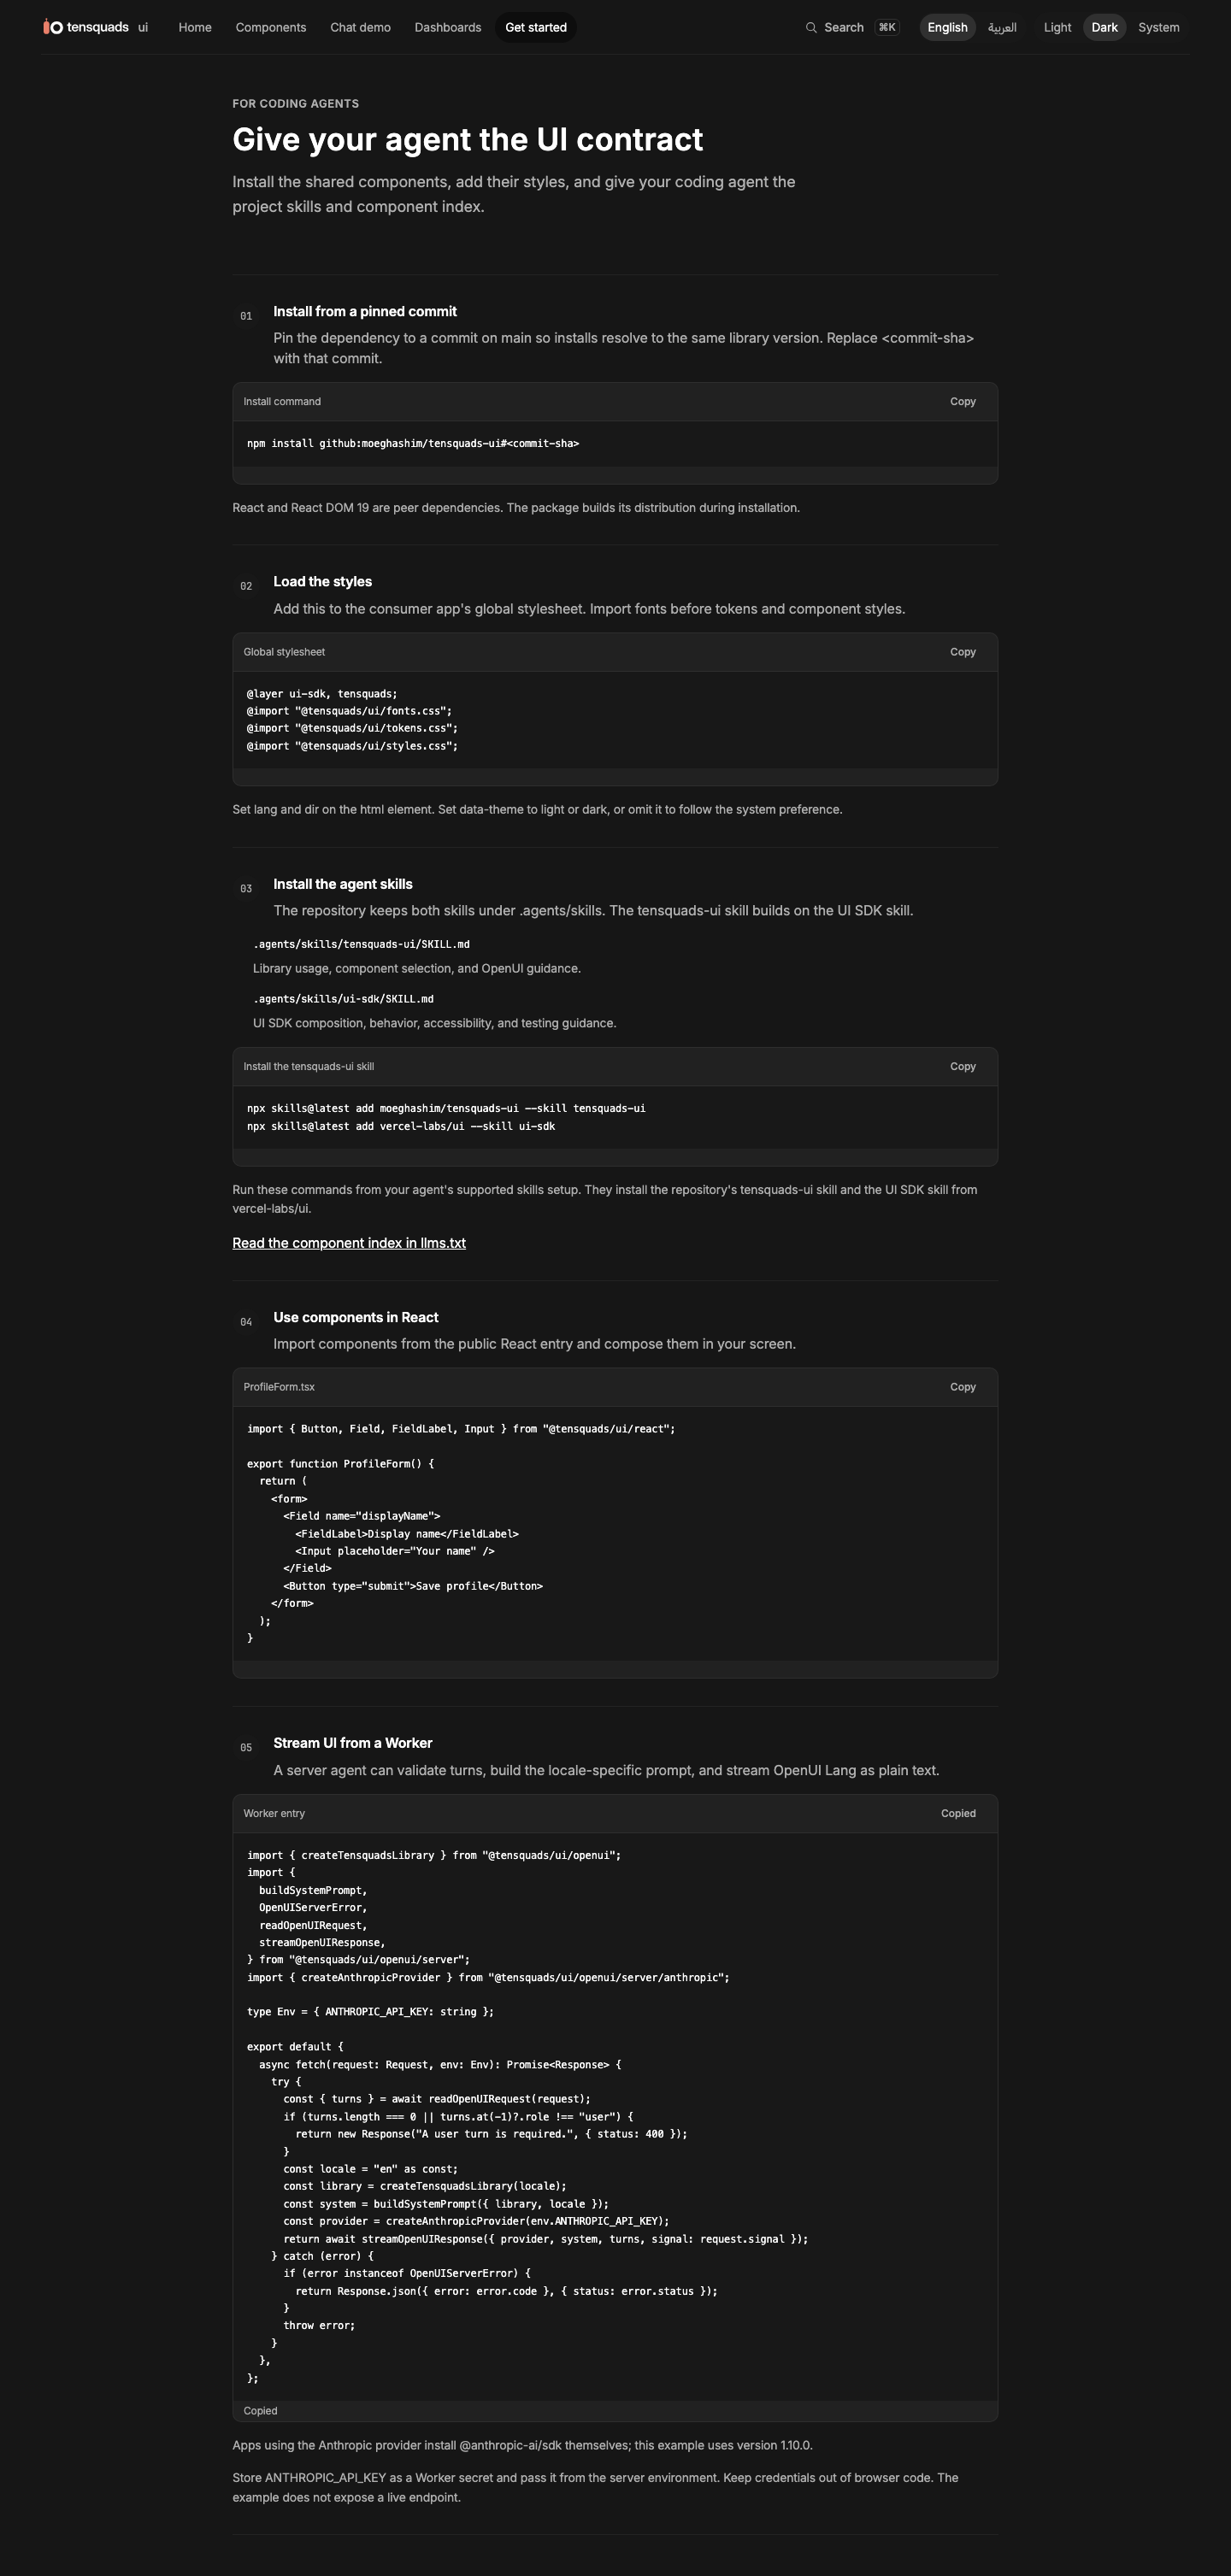 tensquads ui
Home
Components
Chat demo
Dashboards
Get started
Search
⌘K
English
العربية
Light
Dark
System
FOR CODING AGENTS
Give your agent the UI contract
Install the shared components, add their styles, and give your coding agent the
project skills and component index.
01
Install from a pinned commit
Pin the dependency to a commit on main so installs resolve to the same library version. Replace <commit-sha>
with that commit.
Install command
Copy
npm install github:moeghashim/tensquads-ui#<commit-sha>
React and React DOM 19 are peer dependencies. The package builds its distribution during installation.
02
Load the styles
Add this to the consumer app's global stylesheet. Import fonts before tokens and component styles.
Global stylesheet
Copy
@layer ui-sdk, tensquads;
@import "@tensquads/ui/fonts.css";
@import "@tensquads/ui/tokens.css";
@import "@tensquads/ui/styles.css";
Set lang and dir on the html element. Set data-theme to light or dark, or omit it to follow the system preference.
03
Install the agent skills
The repository keeps both skills under .agents/skills. The tensquads-ui skill builds on the UI SDK skill.
.agents/skills/tensquads-ui/SKILL.md
Library usage, component selection, and OpenUI guidance.
.agents/skills/ui-sdk/SKILL.md
UI SDK composition, behavior, accessibility, and testing guidance.
Install the tensquads-ui skill
Copy
npx skills@latest add moeghashim/tensquads-ui --skill tensquads-ui
npx skills@latest add vercel-labs/ui --skill ui-sdk
Run these commands from your agent's supported skills setup. They install the repository's tensquads-ui skill and the UI SDK skill from
vercel-labs/ui.
Read the component index in llms.txt
04
Use components in React
Import components from the public React entry and compose them in your screen.
ProfileForm.tsx
Copy
import { Button, Field, FieldLabel, Input } from "@tensquads/ui/react";
export function ProfileForm() {
  return (
    <form>
      <Field name="displayName">
        <FieldLabel>Display name</FieldLabel>
        <Input placeholder="Your name" />
      </Field>
      <Button type="submit">Save profile</Button>
    </form>
  );
}
05
Stream UI from a Worker
A server agent can validate turns, build the locale-specific prompt, and stream OpenUI Lang as plain text.
Worker entry
Copied
import { createTensquadsLibrary } from "@tensquads/ui/openui";
import {
  buildSystemPrompt,
  OpenUIServerError,
  readOpenUIRequest,
  streamOpenUIResponse,
} from "@tensquads/ui/openui/server";
import { createAnthropicProvider } from "@tensquads/ui/openui/server/anthropic";
type Env = { ANTHROPIC_API_KEY: string };
export default {
  async fetch(request: Request, env: Env): Promise<Response> {
    try {
      const { turns } = await readOpenUIRequest(request);
      if (turns.length === 0 || turns.at(-1)?.role !== "user") {
        return new Response("A user turn is required.", { status: 400 });
      }
      const locale = "en" as const;
      const library = createTensquadsLibrary(locale);
      const system = buildSystemPrompt({ library, locale });
      const provider = createAnthropicProvider(env.ANTHROPIC_API_KEY);
      return await streamOpenUIResponse({ provider, system, turns, signal: request.signal });
    } catch (error) {
      if (error instanceof OpenUIServerError) {
        return Response.json({ error: error.code }, { status: error.status });
      }
      throw error;
    }
  },
};
Copied
Apps using the Anthropic provider install @anthropic-ai/sdk themselves; this example uses version 1.10.0.
Store ANTHROPIC_API_KEY as a Worker secret and pass it from the server environment. Keep credentials out of browser code. The
example does not expose a live endpoint.